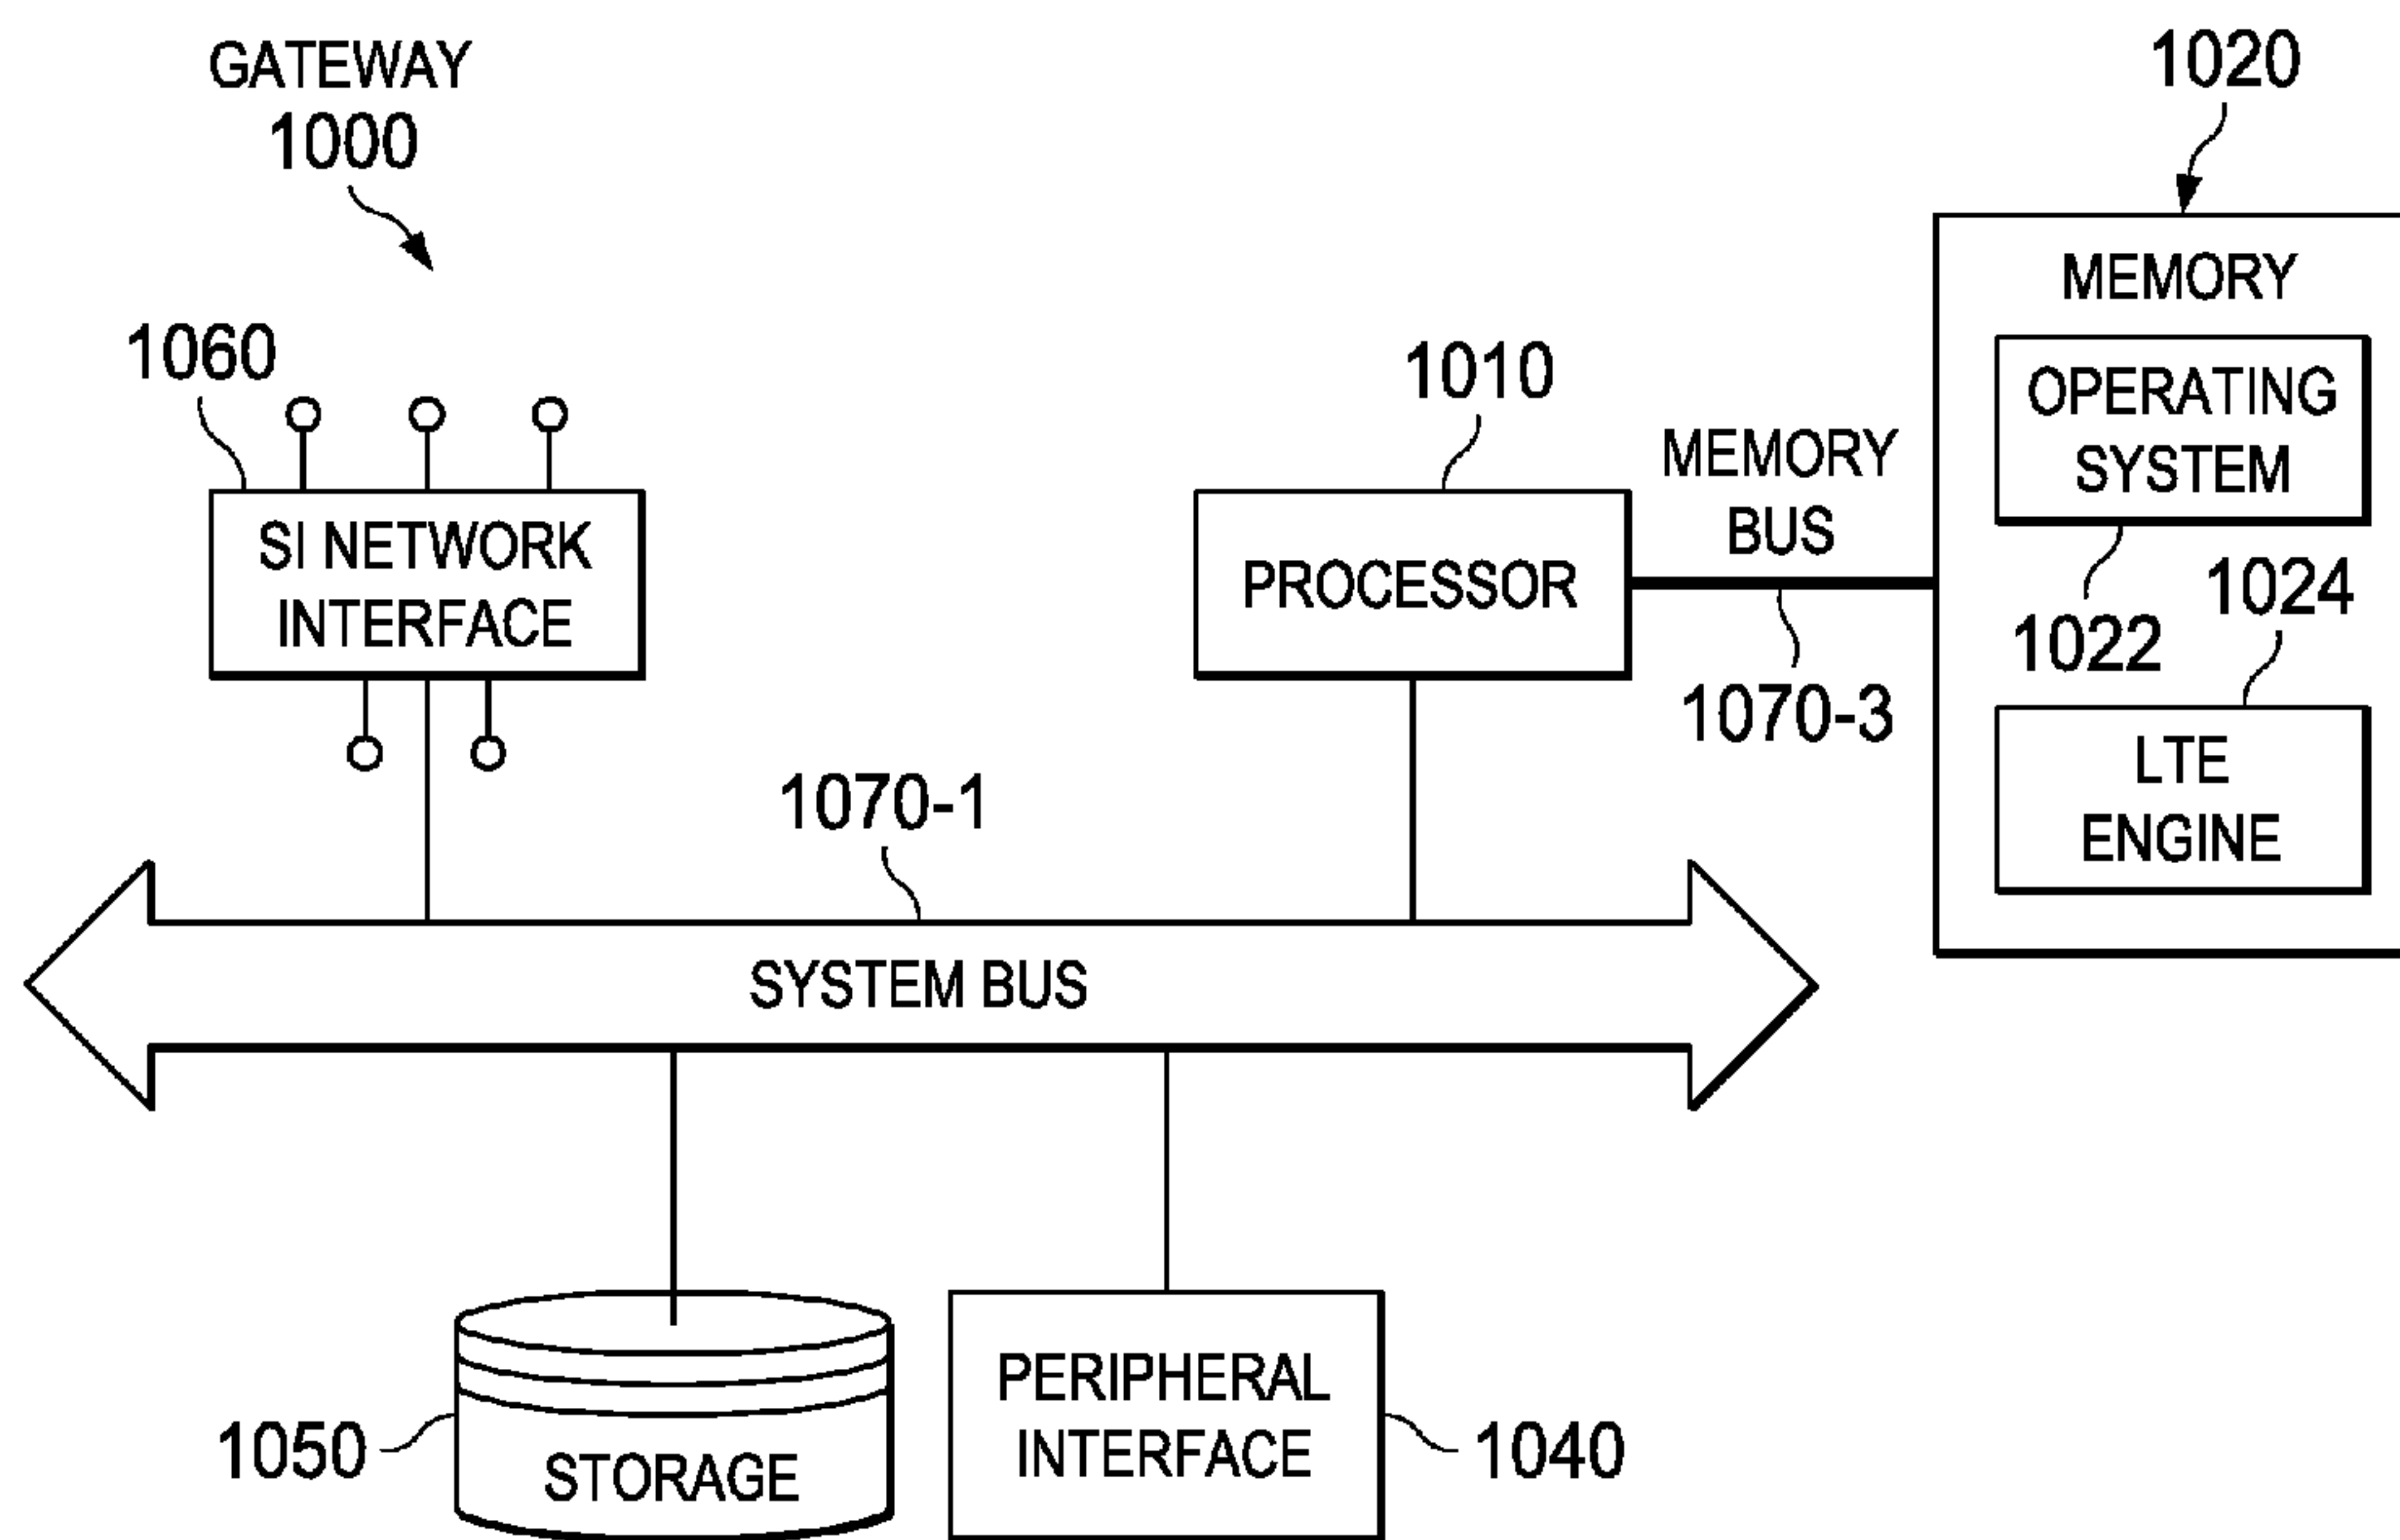 GATEWAY
1000
1020
MEMORY
1060
1010
OPERATING
SYSTEM
MEMORY
BUS
SI NETWORK
INTERFACE
PROCESSOR
1024
1022
1070-3
LTE
ENGINE
1070-1
SYSTEM BUS
PERIPHERAL
INTERFACE
1050
STORAGE
1040